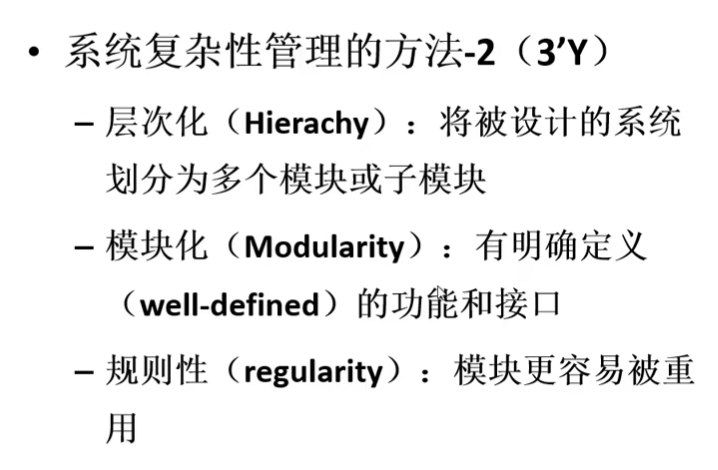 • 系统复杂性管理的方法-2（3’Y）
– 层次化（Hierachy）：将被设计的系统
划分为多个模块或子模块
– 模块化（Modularity）：有明确定义
（well-defined）的功能和接口
– 规则性（regularity）：模块更容易被重
用